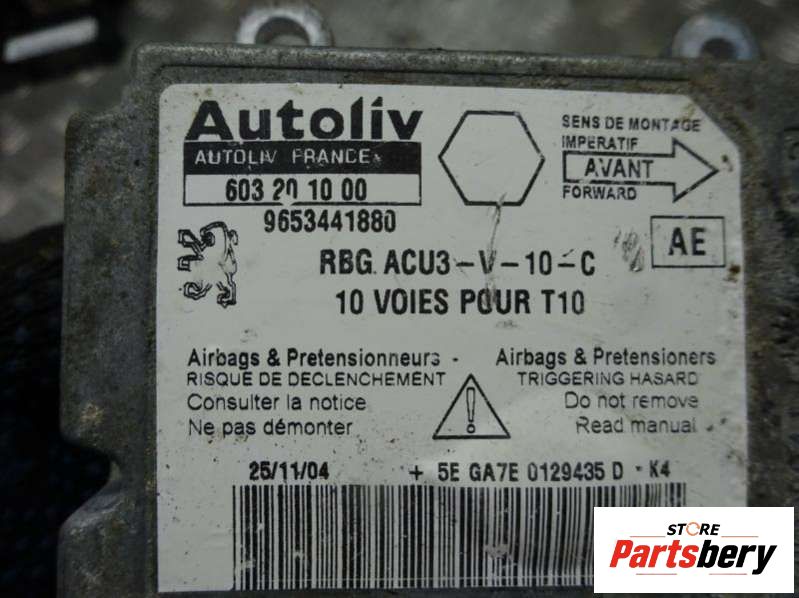 Autoliv
AUTOLIV FRANCE
603 20 10 00
9653441880
SENS DE MONTAGE
IMPERATIF
AVANT
FORWARD
AE
RBG. ACU3-V-10-C
10 VOIES POUR T10
Airbags & Pretensionneurs -
RISQUE DE DECLENCHEMENT
Consulter la notice
Ne pas démonter
Airbags & Pretensioners
TRIGGERING HASARD
Do not remove
Read manual
25/11/04 + 5E GA7E 0129435 D - K4
STORE
Partsbery